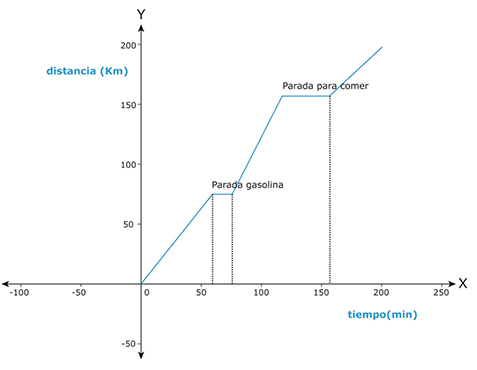 Y
200
distancia (Km)
Parada para comer
150
100
Parada gasolina
50
X
-100 -50 0 50 100 150 200 250
tiempo(min)
-50